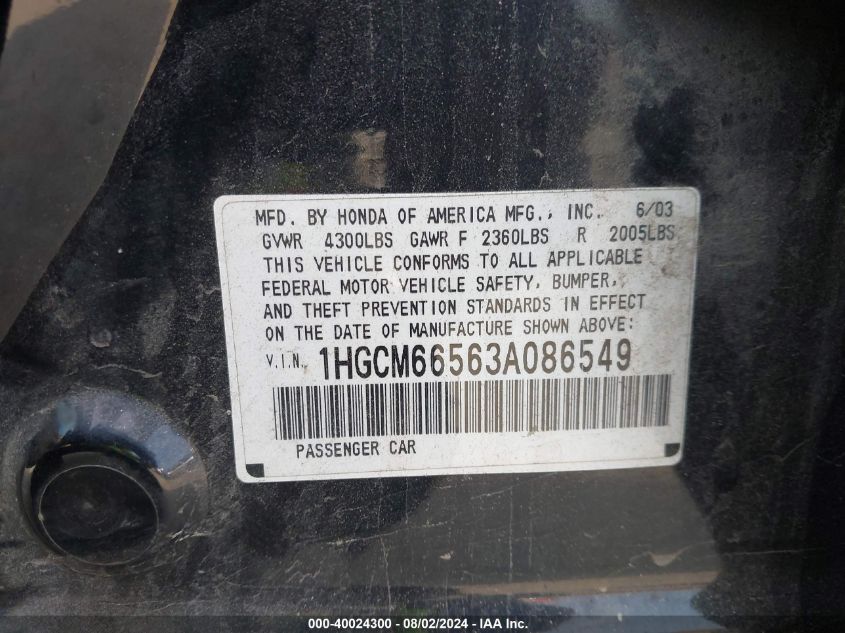 MFD. BY HONDA OF AMERICA MFG., INC. 6/03
GVWR 4300LBS GAWR F 2360LBS R 2005LBS
THIS VEHICLE CONFORMS TO ALL APPLICABLE
FEDERAL MOTOR VEHICLE SAFETY, BUMPER,
AND THEFT PREVENTION STANDARDS IN EFFECT
ON THE DATE OF MANUFACTURE SHOWN ABOVE:
V.I.N. 1HGCM66563A086549
PASSENGER CAR
000-40024300 - 08/02/2024 - IAA Inc.